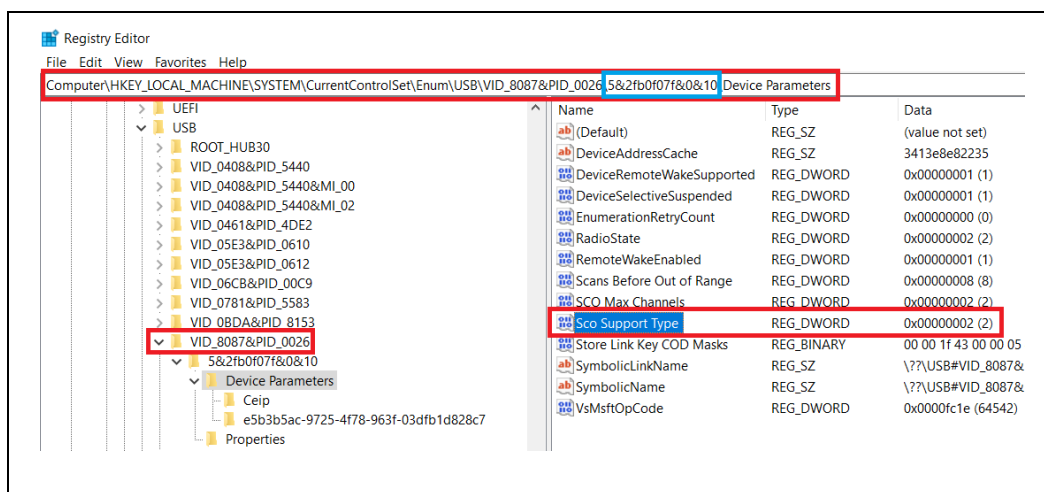 Registry Editor
File Edit View Favorites Help
Computer\HKEY_LOCAL_MACHINE\SYSTEM\CurrentControlSet\Enum\USB\VID_8087&PID_0026\5&2fb0f07f&0&10\Device Parameters
UEFI
USB
ROOT_HUB30
VID_0408&PID_5440
VID_0408&PID_5440&MI_00
VID_0408&PID_5440&MI_02
VID_0461&PID_4DE2
VID_05E3&PID_0610
VID_05E3&PID_0612
VID_06CB&PID_00C9
VID_0781&PID_5583
VID_0BDA&PID_8153
VID_8087&PID_0026
5&2fb0f07f&0&10
Device Parameters
Ceip
e5b3b5ac-9725-4f78-963f-03dfb1d828c7
Properties
Name Type Data
(Default) REG_SZ (value not set)
DeviceAddressCache REG_SZ 3413e8e82235
DeviceRemoteWakeSupported REG_DWORD 0x00000001 (1)
DeviceSelectiveSuspended REG_DWORD 0x00000001 (1)
EnumerationRetryCount REG_DWORD 0x00000000 (0)
RadioState REG_DWORD 0x00000002 (2)
RemoteWakeEnabled REG_DWORD 0x00000001 (1)
Scans Before Out of Range REG_DWORD 0x00000008 (8)
SCO Max Channels REG_DWORD 0x00000002 (2)
Sco Support Type REG_DWORD 0x00000002 (2)
Store Link Key COD Masks REG_BINARY 00 00 1f 43 00 00 05
SymbolicLinkName REG_SZ \??\USB#VID_8087&
SymbolicName REG_SZ \??\USB#VID_8087&
VsMsftOpCode REG_DWORD 0x0000fc1e (64542)